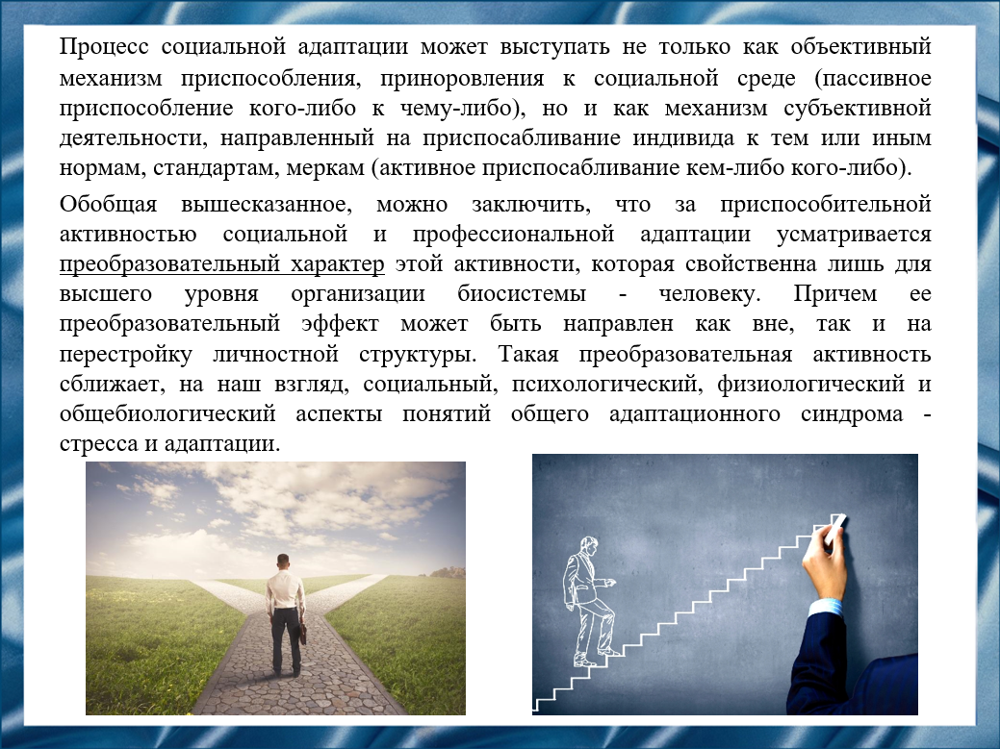 Процесс социальной адаптации может выступать не только как объективный
механизм приспособления, приноровления к социальной среде (пассивное
приспособление кого-либо к чему-либо), но и как механизм субъективной
деятельности, направленный на приспосабливание индивида к тем или иным
нормам, стандартам, меркам (активное приспосабливание кем-либо кого-либо).
Обобщая вышесказанное, можно заключить, что за приспособительной
активностью социальной и профессиональной адаптации усматривается
преобразовательный характер этой активности, которая свойственна лишь для
высшего уровня организации биосистемы - человеку. Причем ее
преобразовательный эффект может быть направлен как вне, так и на
перестройку личностной структуры. Такая преобразовательная активность
сближает, на наш взгляд, социальный, психологический, физиологический и
общебиологический аспекты понятий общего адаптационного синдрома -
стресса и адаптации.